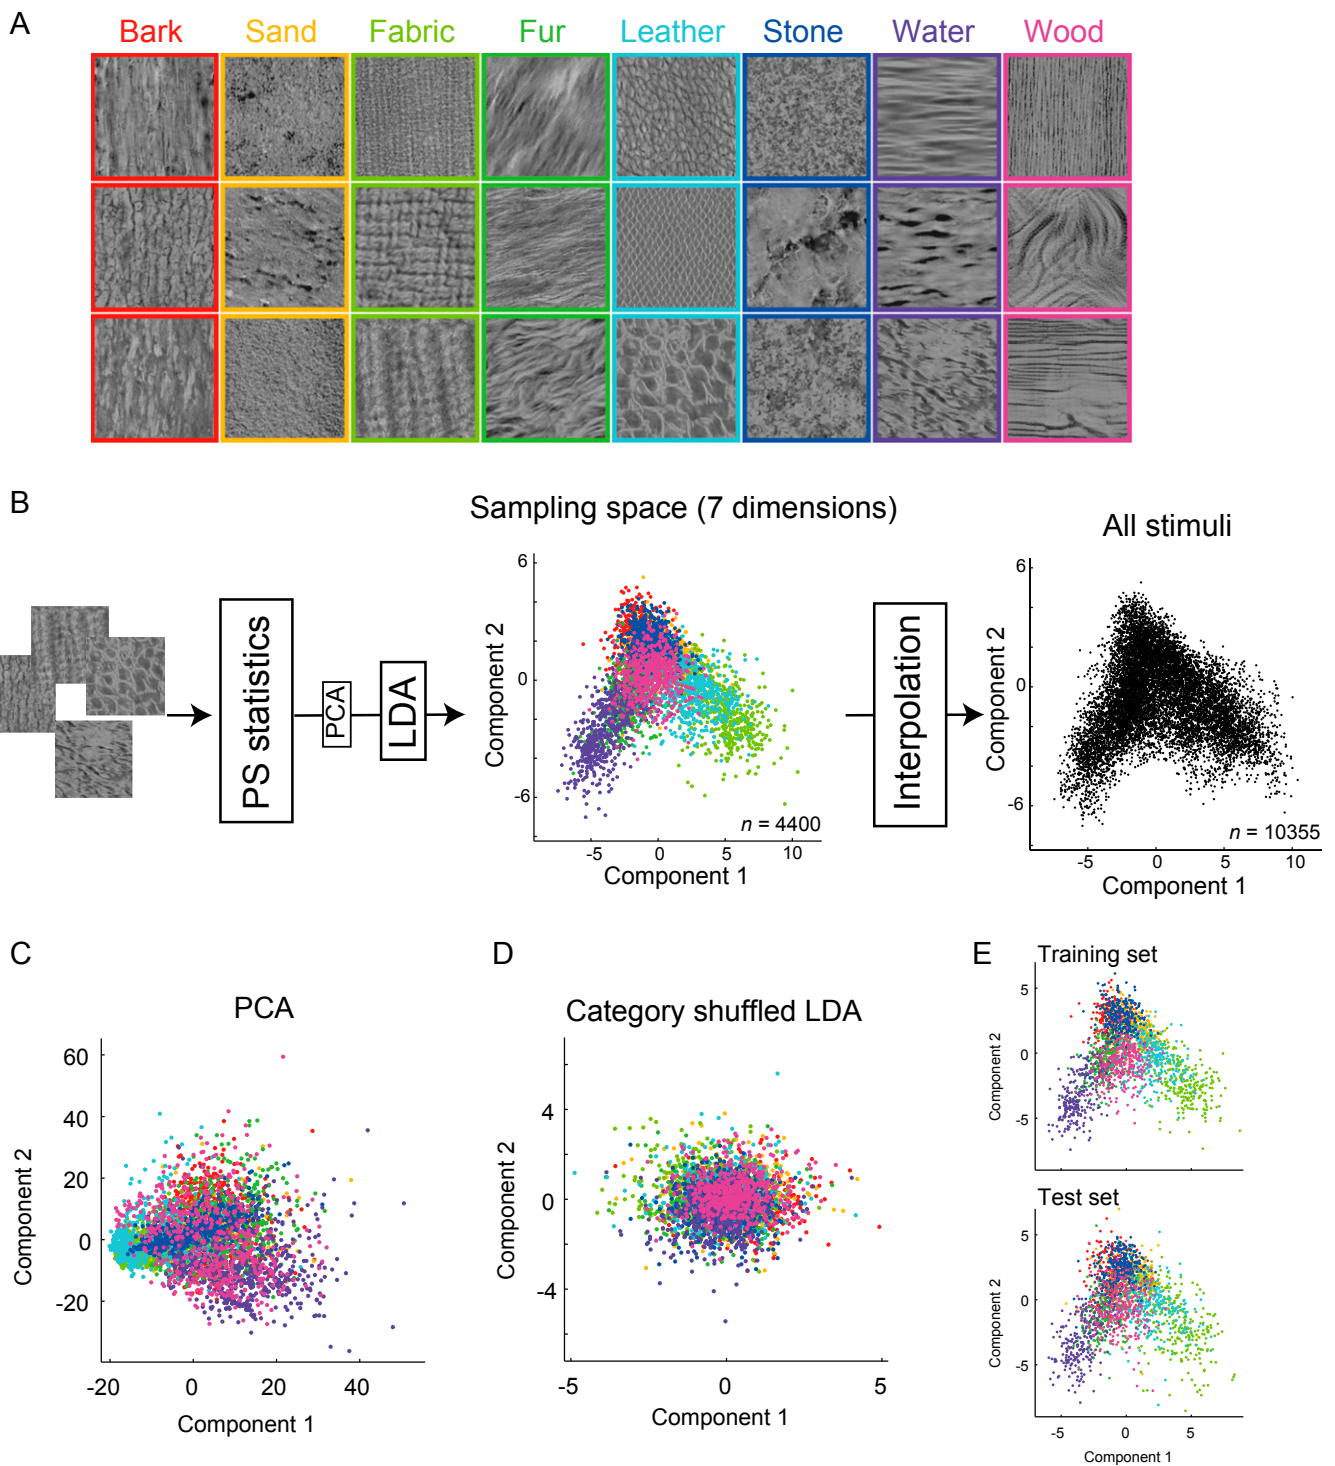 A
Bark Sand Fabric Fur Leather Stone Water Wood
B
Sampling space (7 dimensions)
All stimuli
PS statistics
PCA
LDA
Component 2
6
0
-6
n = 4400
-5 0 5 10
Component 1
Interpolation
Component 2
6
0
-6
n = 10355
-5 0 5 10
Component 1
C
PCA
Component 2
60
40
20
0
-20
-20 0 20 40
Component 1
D
Category shuffled LDA
Component 2
4
0
-4
-5 0 5
Component 1
E
Training set
Component 2
5
0
-5
Test set
Component 2
5
0
-5
-5 0 5
Component 1